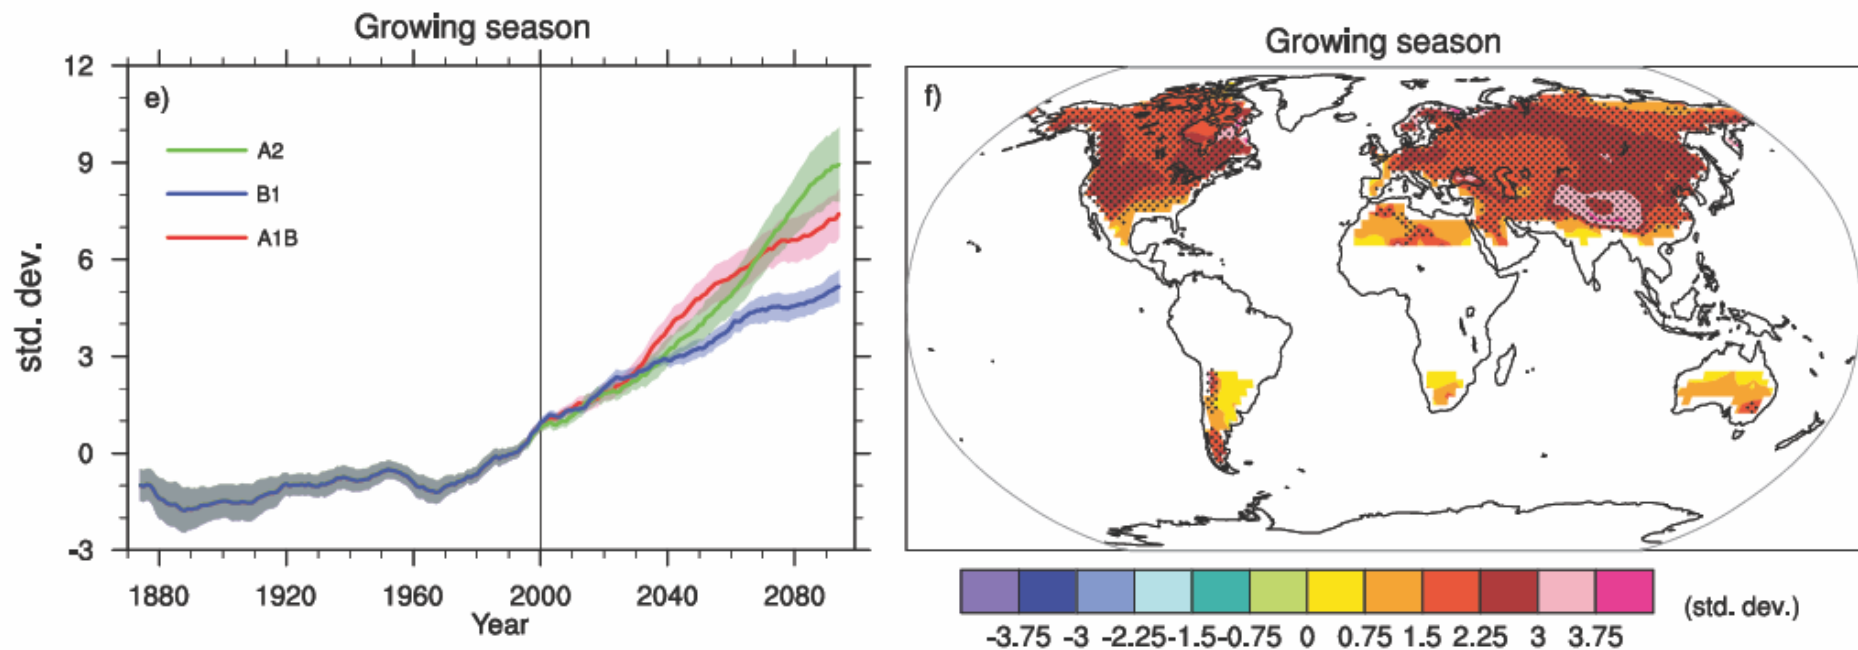 Growing season
e)
A2
B1
A1B
12
9
6
3
0
-3
std. dev.
1880 1920 1960 2000 2040 2080
Year
Growing season
f)
-3.75 -3 -2.25 -1.5 -0.75 0 0.75 1.5 2.25 3 3.75
(std. dev.)